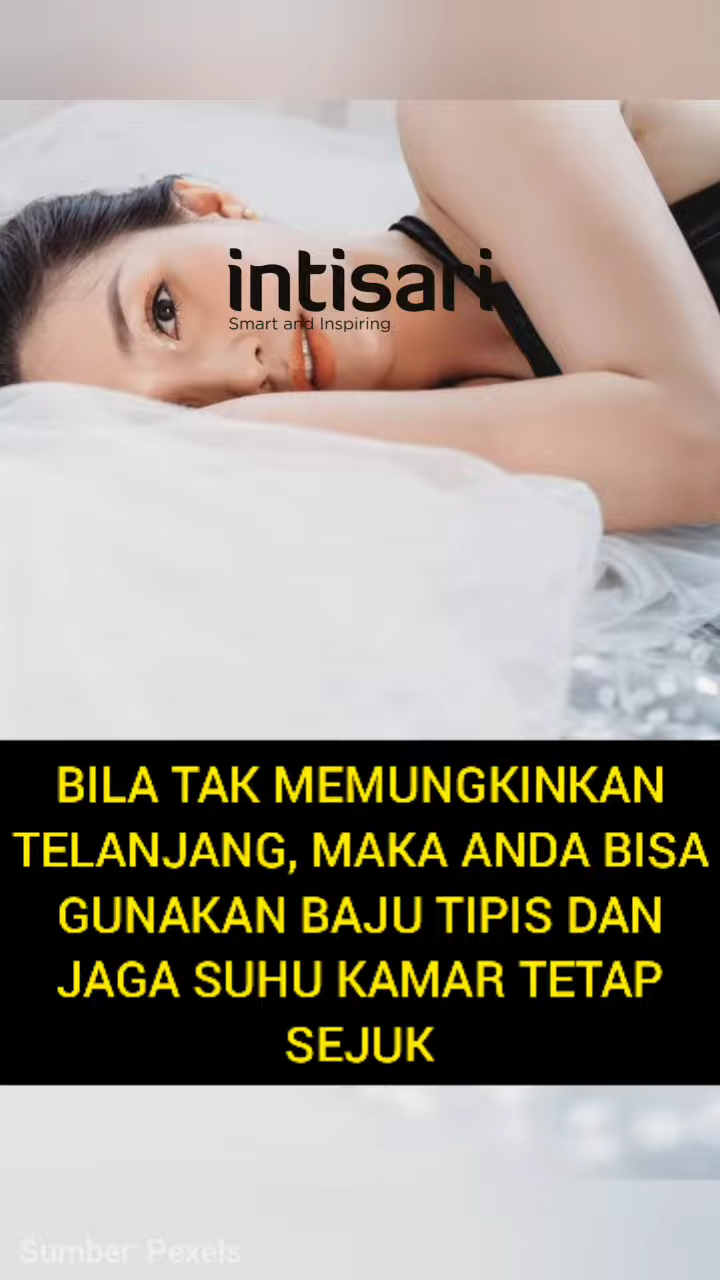 intisari
Smart and Inspiring
BILA TAK MEMUNGKINKAN
TELANJANG, MAKA ANDA BISA
GUNAKAN BAJU TIPIS DAN
JAGA SUHU KAMAR TETAP
SEJUK
Sumber Pexels